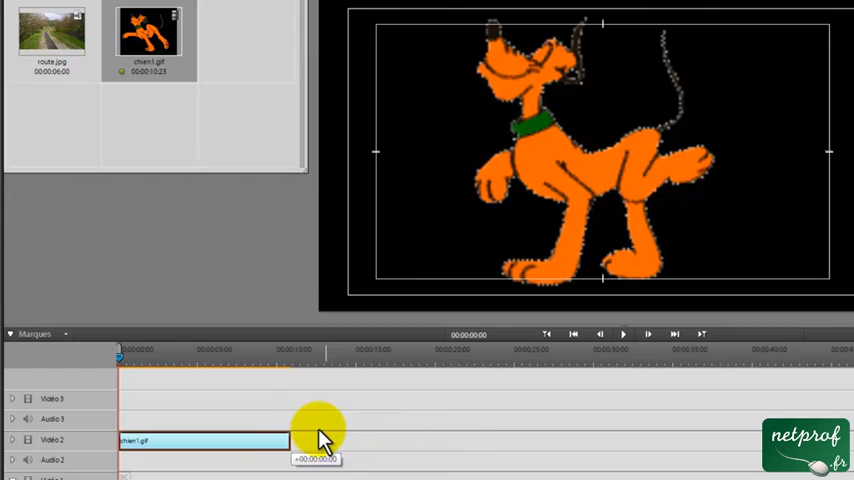 route.jpg
00:00:06:00
chien1.gif
00:00:10:23
Marques
00:00:00:00
00:00:00 00:00:05:00 00:00:10:00 00:00:15:00 00:00:20:00 00:00:25:00 00:00:30:00 00:00:35:00 00:00:40:00
Vidéo 3
Audio 3
Vidéo 2
chien1.gif
+00:00:00:00
Audio 2
netprof
.fr